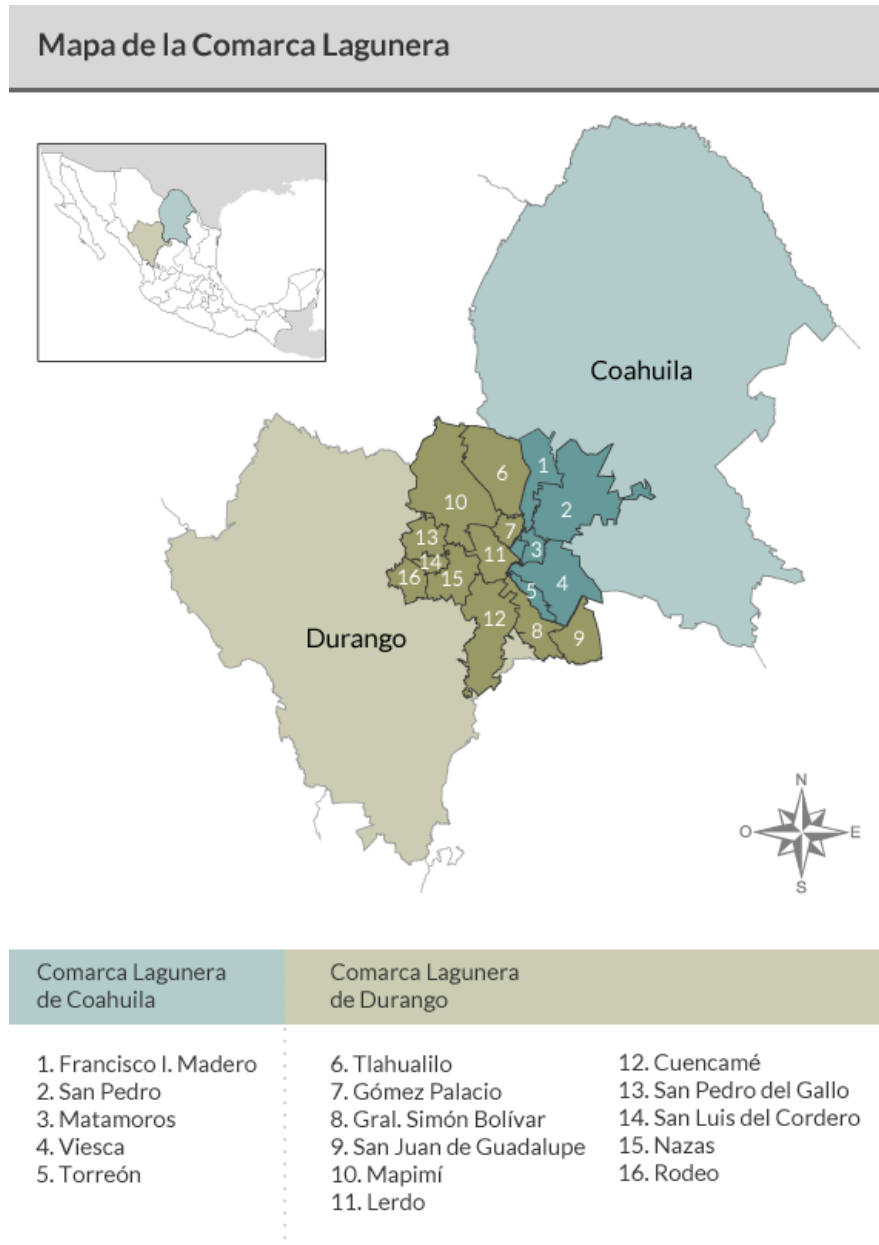 Mapa de la Comarca Lagunera
Coahuila
1
6
2
10
7
13
3
11
14
4
16
15
5
12
8
9
Durango
N
O
E
S
Comarca Lagunera
de Coahuila
1. Francisco I. Madero
2. San Pedro
3. Matamoros
4. Viesca
5. Torreón
Comarca Lagunera
de Durango
6. Tlahualilo
7. Gómez Palacio
8. Gral. Simón Bolívar
9. San Juan de Guadalupe
10. Mapimí
11. Lerdo
12. Cuencamé
13. San Pedro del Gallo
14. San Luis del Cordero
15. Nazas
16. Rodeo